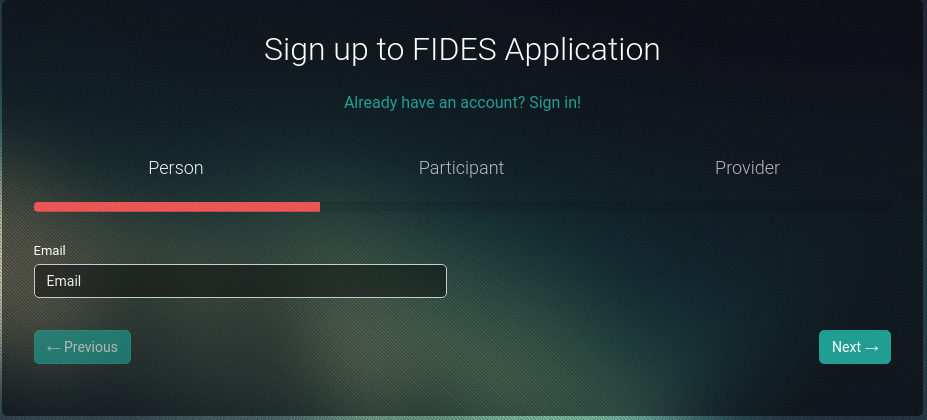 Sign up to FIDES Application
Already have an account? Sign in!
Person Participant Provider
Email
Email
← Previous Next →